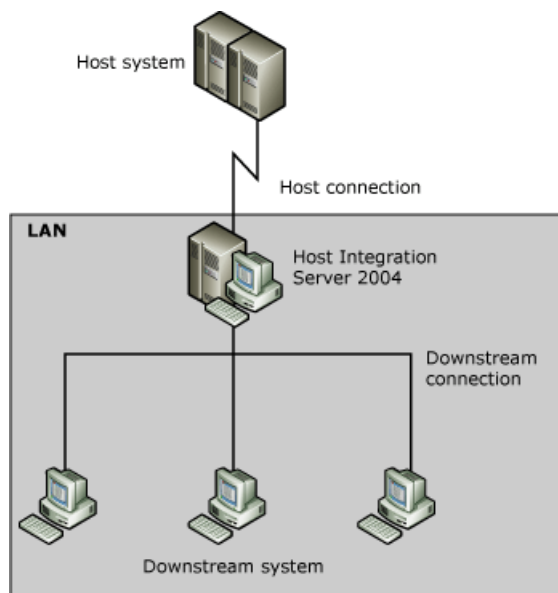 Host system
Host connection
LAN
Host Integration
Server 2004
Downstream
connection
Downstream system